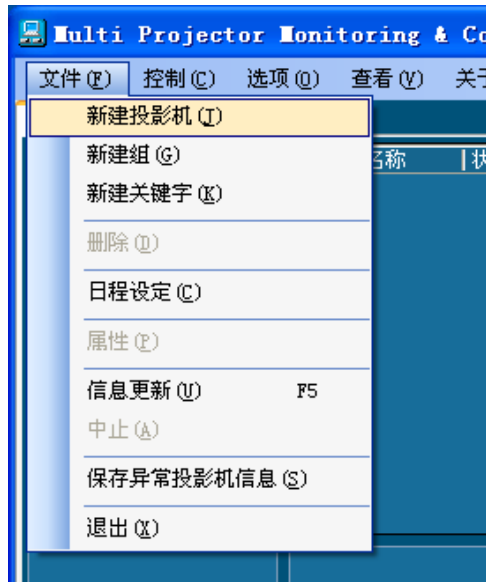 Multi Projector Monitoring & Co
文件(F) 控制(C) 选项(O) 查看(V) 关于
新建投影机(J)
新建组(G)
名称 状
新建关键字(K)
删除(D)
日程设定(C)
属性(P)
信息更新(U) F5
中止(A)
保存异常投影机信息(S)
退出(X)